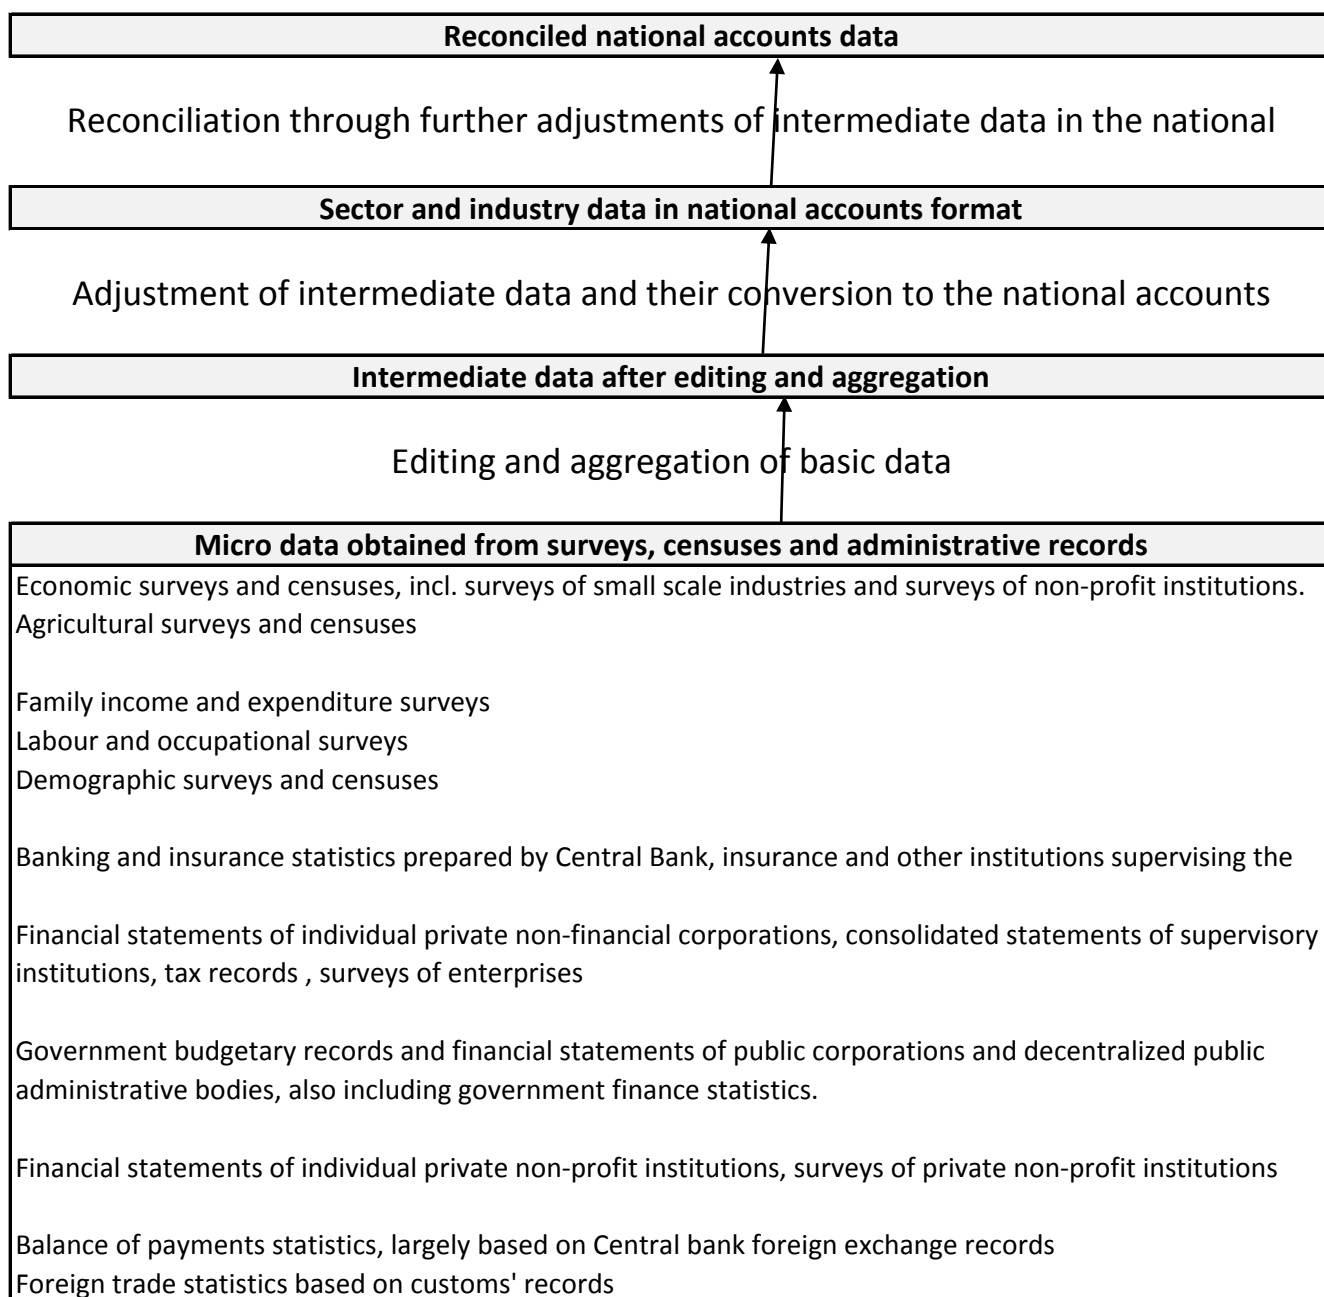 Reconciled national accounts data
Reconciliation through further adjustments of intermediate data in the national
Sector and industry data in national accounts format
Adjustment of intermediate data and their conversion to the national accounts
Intermediate data after editing and aggregation
Editing and aggregation of basic data
Micro data obtained from surveys, censuses and administrative records
Economic surveys and censuses, incl. surveys of small scale industries and surveys of non-profit institutions.
Agricultural surveys and censuses
Family income and expenditure surveys
Labour and occupational surveys
Demographic surveys and censuses
Banking and insurance statistics prepared by Central Bank, insurance and other institutions supervising the
Financial statements of individual private non-financial corporations, consolidated statements of supervisory
institutions, tax records , surveys of enterprises
Government budgetary records and financial statements of public corporations and decentralized public
administrative bodies, also including government finance statistics.
Financial statements of individual private non-profit institutions, surveys of private non-profit institutions
Balance of payments statistics, largely based on Central bank foreign exchange records
Foreign trade statistics based on customs' records